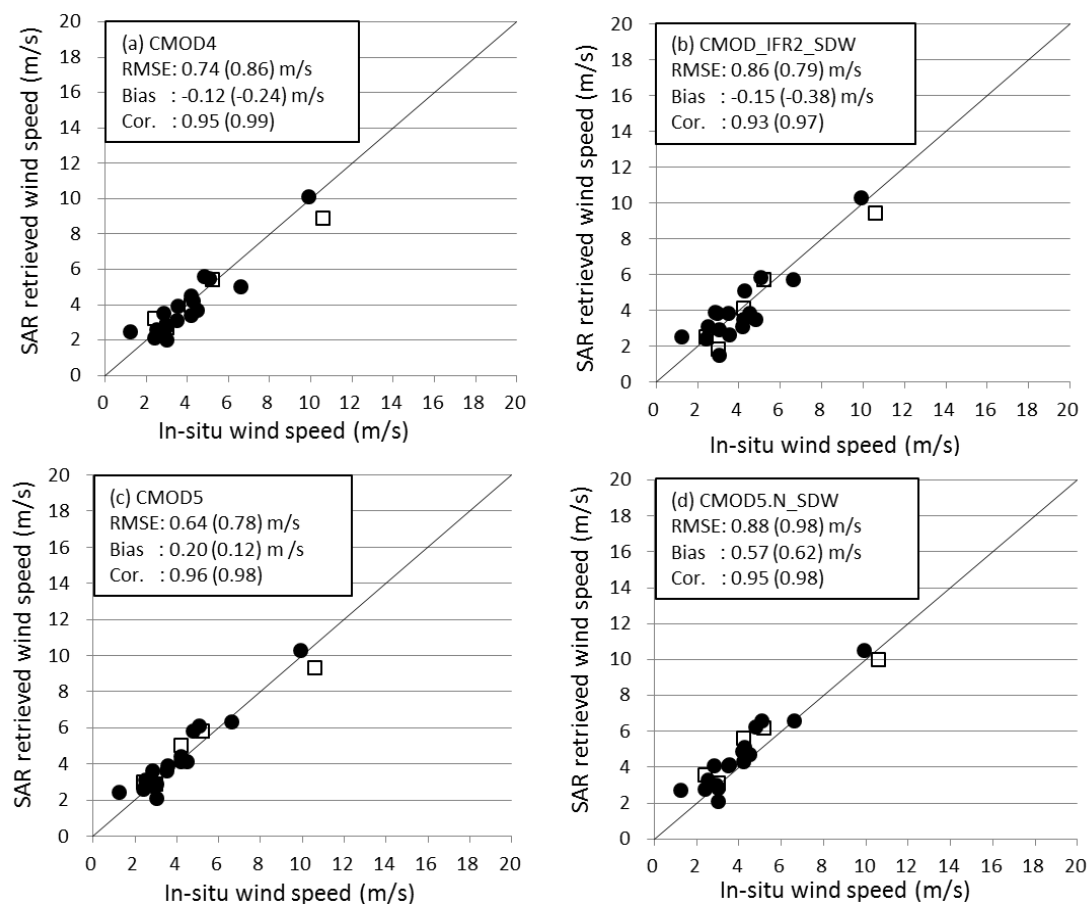 (a) CMOD4
RMSE: 0.74 (0.86) m/s
Bias : -0.12 (-0.24) m/s
Cor. : 0.95 (0.99)
SAR retrieved wind speed (m/s)
20
18
16
14
12
10
8
6
4
2
0
0 2 4 6 8 10 12 14 16 18 20
In-situ wind speed (m/s)
(b) CMOD_IFR2_SDW
RMSE: 0.86 (0.79) m/s
Bias : -0.15 (-0.38) m/s
Cor. : 0.93 (0.97)
SAR retrieved wind speed (m/s)
20
18
16
14
12
10
8
6
4
2
0
0 2 4 6 8 10 12 14 16 18 20
In-situ wind speed (m/s)
(c) CMOD5
RMSE: 0.64 (0.78) m/s
Bias : 0.20 (0.12) m /s
Cor. : 0.96 (0.98)
SAR retrieved wind speed (m/s)
20
18
16
14
12
10
8
6
4
2
0
0 2 4 6 8 10 12 14 16 18 20
In-situ wind speed (m/s)
(d) CMOD5.N_SDW
RMSE: 0.88 (0.98) m/s
Bias : 0.57 (0.62) m/s
Cor. : 0.95 (0.98)
SAR retrieved wind speed (m/s)
20
18
16
14
12
10
8
6
4
2
0
0 2 4 6 8 10 12 14 16 18 20
In-situ wind speed (m/s)